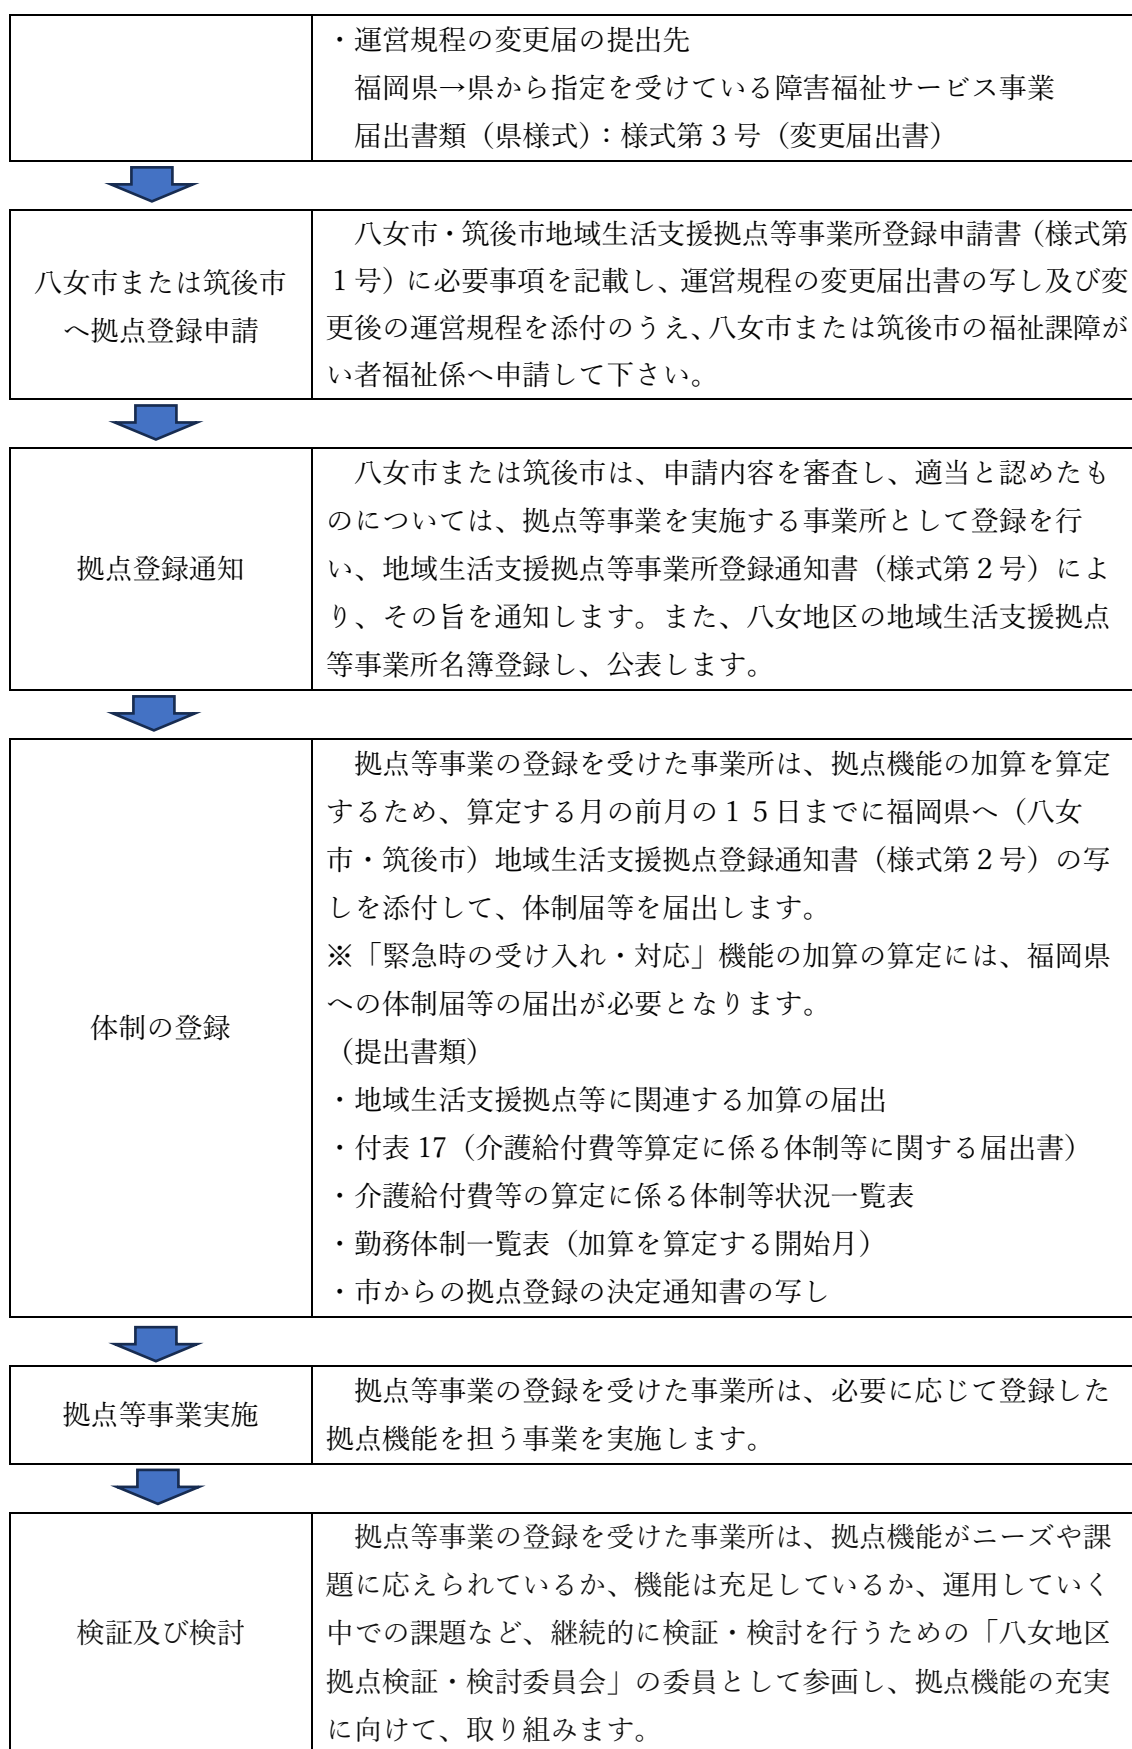 ・運営規程の変更届の提出先
福岡県→県から指定を受けている障害福祉サービス事業
届出書類（県様式）：様式第３号（変更届出書）
八女市または筑後市
へ拠点登録申請
八女市・筑後市地域生活支援拠点等事業所登録申請書（様式第
１号）に必要事項を記載し、運営規程の変更届出書の写し及び変
更後の運営規程を添付のうえ、八女市または筑後市の福祉課障が
い者福祉係へ申請して下さい。
拠点登録通知
八女市または筑後市は、申請内容を審査し、適当と認めたも
のについては、拠点等事業を実施する事業所として登録を行
い、地域生活支援拠点等事業所登録通知書（様式第２号）によ
り、その旨を通知します。また、八女地区の地域生活支援拠点
等事業所名簿登録し、公表します。
体制の登録
拠点等事業の登録を受けた事業所は、拠点機能の加算を算定
するため、算定する月の前月の１５日までに福岡県へ（八女
市・筑後市）地域生活支援拠点登録通知書（様式第２号）の写
しを添付して、体制届等を届出します。
※「緊急時の受け入れ・対応」機能の加算の算定には、福岡県
への体制届等の届出が必要となります。
（提出書類）
・地域生活支援拠点等に関連する加算の届出
・付表 17（介護給付費等算定に係る体制等に関する届出書）
・介護給付費等の算定に係る体制等状況一覧表
・勤務体制一覧表（加算を算定する開始月）
・市からの拠点登録の決定通知書の写し
拠点等事業実施
拠点等事業の登録を受けた事業所は、必要に応じて登録した
拠点機能を担う事業を実施します。
検証及び検討
拠点等事業の登録を受けた事業所は、拠点機能がニーズや課
題に応えられているか、機能は充足しているか、運用していく
中での課題など、継続的に検証・検討を行うための「八女地区
拠点検証・検討委員会」の委員として参画し、拠点機能の充実
に向けて、取り組みます。